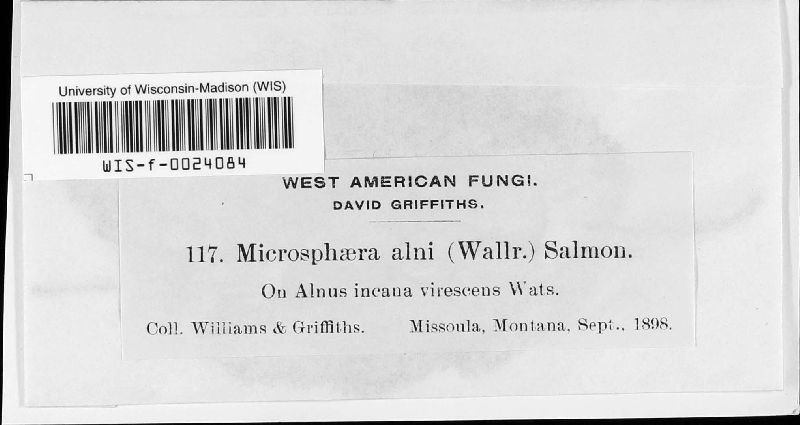 University of Wisconsin-Madison (WIS)
WIS-f-0024084
WEST AMERICAN FUNGI.
DAVID GRIFFITHS.
117. Microsphæra alni (Wallr.) Salmon.
On Alnus incana virescens Wats.
Coll. Williams & Griffiths. Missoula, Montana, Sept., 1898.